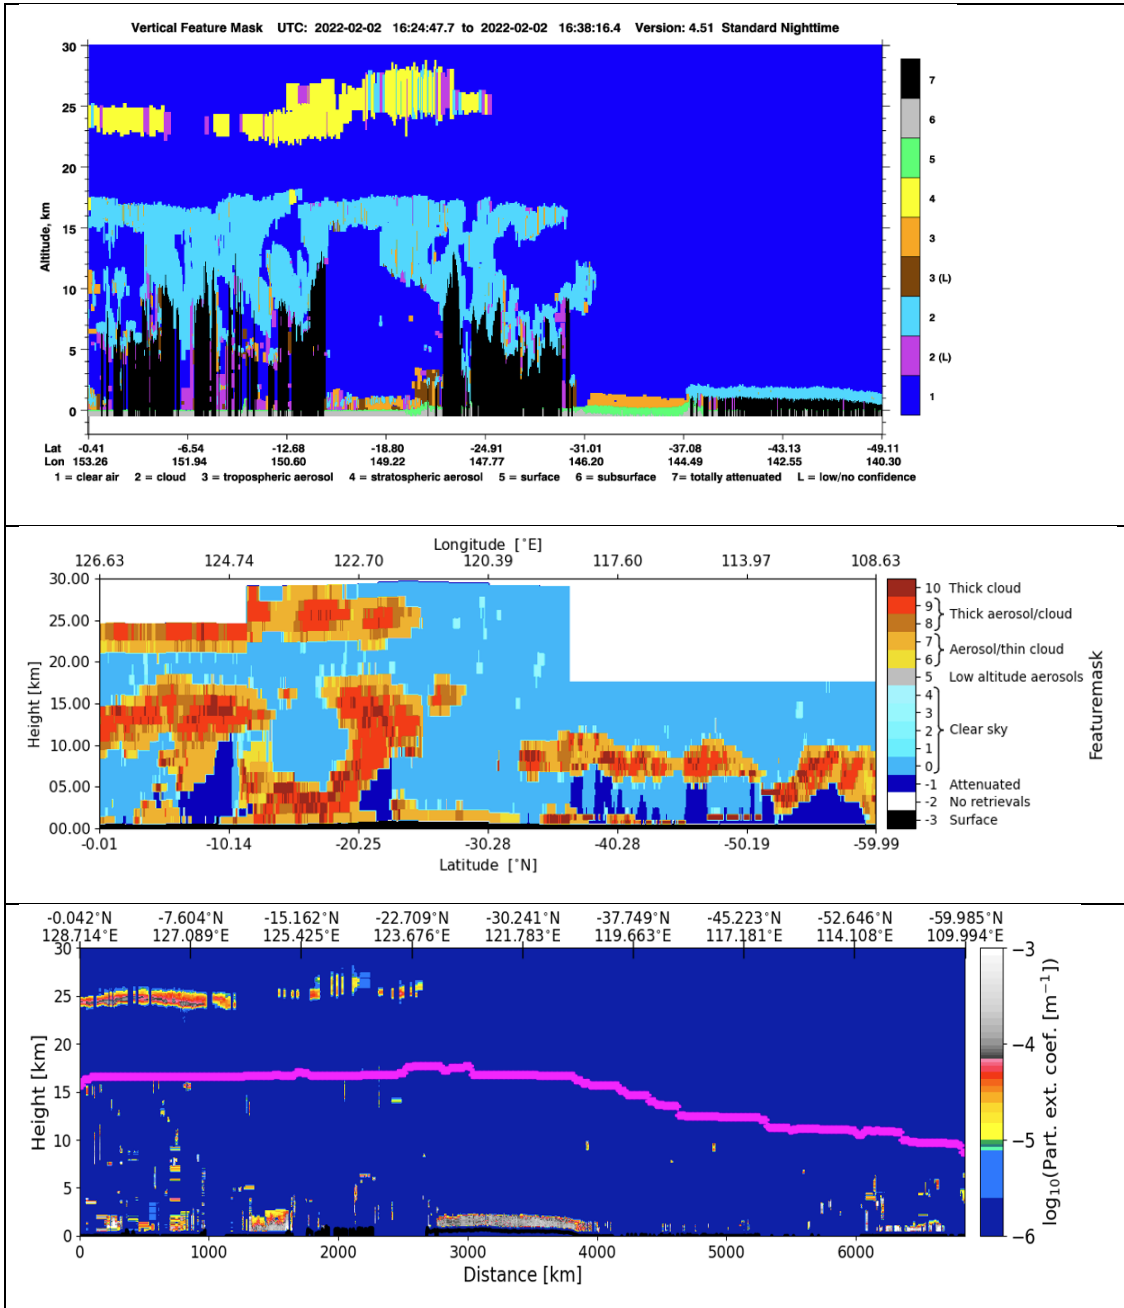 Vertical Feature Mask UTC: 2022-02-02 16:24:47.7 to 2022-02-02 16:38:16.4 Version: 4.51 Standard Nighttime
30
25
20
15
10
5
0
Altitude, km
7
6
5
4
3
3 (L)
2
2 (L)
1
Lat -0.41 -6.54 -12.68 -18.80 -24.91 -31.01 -37.08 -43.13 -49.11
Lon 153.26 151.94 150.60 149.22 147.77 146.20 144.49 142.55 140.30
1 = clear air 2 = cloud 3 = tropospheric aerosol 4 = stratospheric aerosol 5 = surface 6 = subsurface 7= totally attenuated L = low/no confidence
Longitude [°E]
126.63 124.74 122.70 120.39 117.60 113.97 108.63
30.00
25.00
20.00
15.00
10.00
05.00
00.00
Height [km]
-0.01 -10.14 -20.25 -30.28 -40.28 -50.19 -59.99
Latitude [°N]
10 Thick cloud
9
Thick aerosol/cloud
8
7
Aerosol/thin cloud
6
5 Low altitude aerosols
4
3
2 Clear sky
1
0
-1 Attenuated
-2 No retrievals
-3 Surface
Featuremask
-0.042°N -7.604°N -15.162°N -22.709°N -30.241°N -37.749°N -45.223°N -52.646°N -59.985°N
128.714°E 127.089°E 125.425°E 123.676°E 121.783°E 119.663°E 117.181°E 114.108°E 109.994°E
30
25
20
15
10
5
0
Height [km]
0 1000 2000 3000 4000 5000 6000
Distance [km]
−3
−4
−5
−6
log10(Part. ext. coef. [m−1])